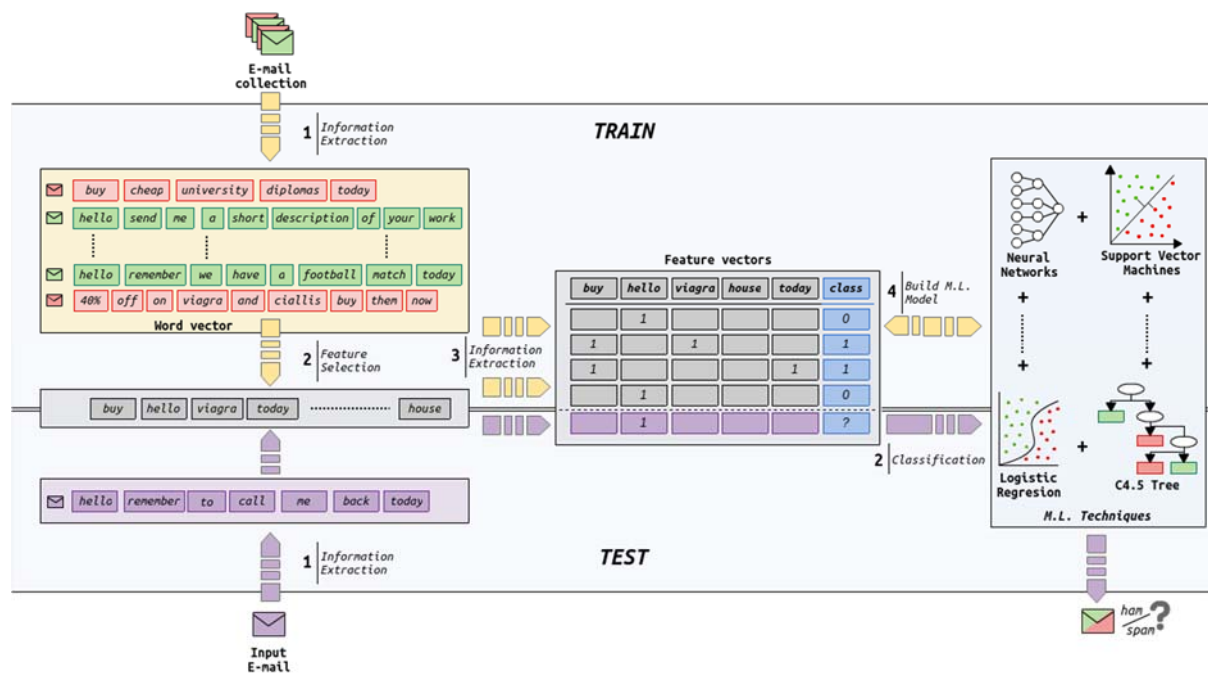 E-mail
collection
1 Information
Extraction
TRAIN
buy cheap university diplomas today
hello send me a short description of your work
hello remember we have a football match today
40% off on viagra and ciallis buy them now
Word vector
2 Feature
Selection
3 Information
Extraction
buy hello viagra today house
hello remember to call me back today
1 Information
Extraction
TEST
Input
E-mail
Feature vectors
buy hello viagra house today class
1 0
1 1 1
1 1 1
1 0
1 ?
4 Build M.L.
Model
2 Classification
Neural
Networks
+
Support Vector
Machines
+ +
+ +
Logistic
Regresion
+
C4.5 Tree
M.L. Techniques
ham
spam ?